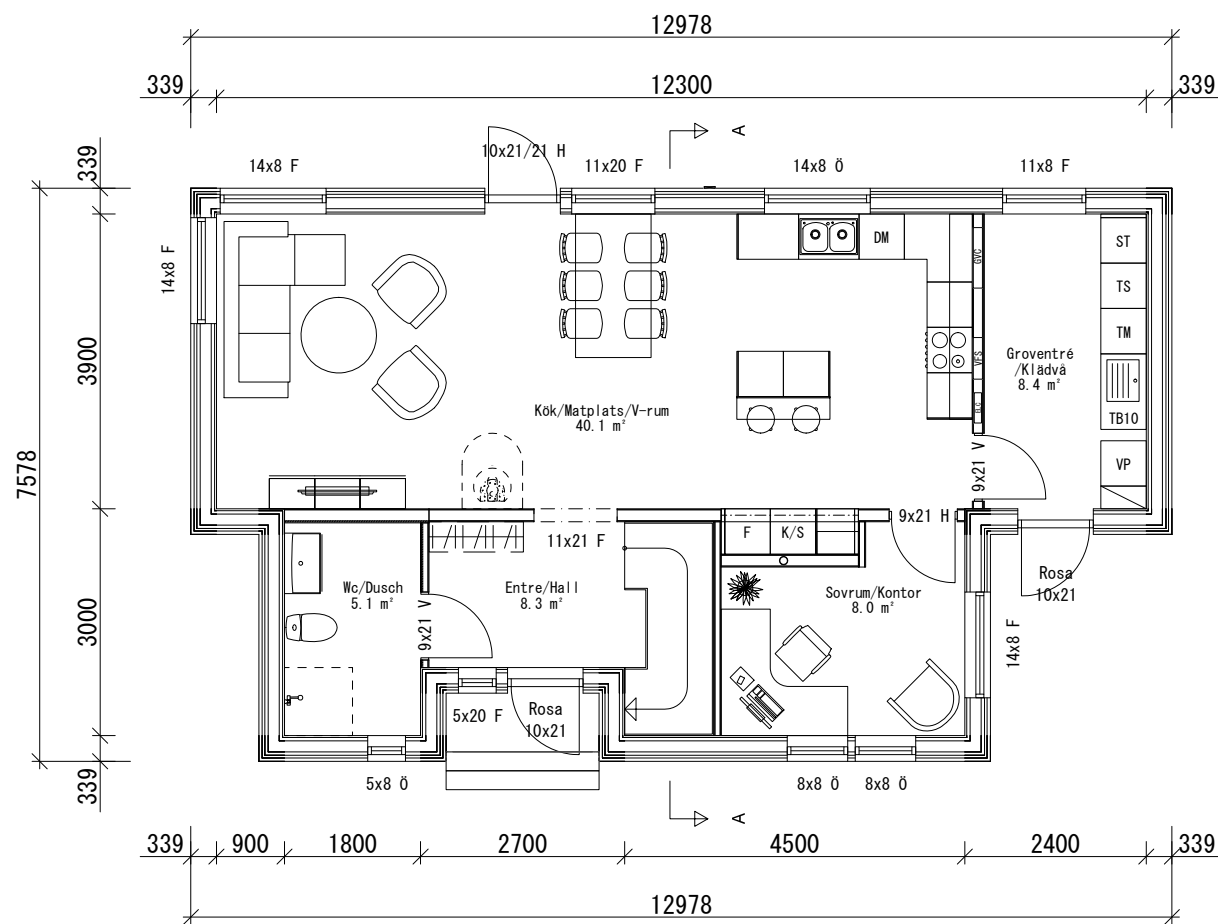 12978
339 12300 339
A
10x21/21 H
14x8 F
11x20 F
14x8 Ö
11x8 F
339
14x8 F
DM
GVC
ST
TS
TM
3900
VFS
Groventré
/Klädvå
8.4 m²
Kök/Matplats/V-rum
40.1 m²
TB10
7578
9x21 V
VP
F
K/S
9x21 H
11x21 F
Wc/Dusch
5.1 m²
Entre/Hall
8.3 m²
Sovrum/Kontor
8.0 m²
Rosa
10x21
3000
9x21 V
14x8 F
5x20 F
Rosa
10x21
339
5x8 Ö
8x8 Ö
8x8 Ö
A
339 900 1800 2700 4500 2400 339
12978